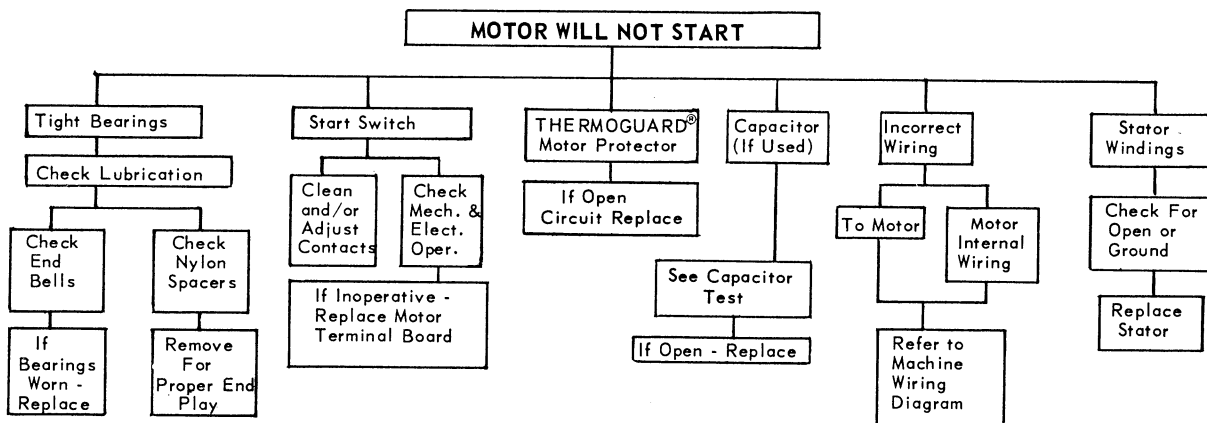 MOTOR WILL NOT START
Tight Bearings
Check Lubrication
Check
End
Bells
If
Bearings
Worn -
Replace
Check
Nylon
Spacers
Remove
For
Proper End
Play
Start Switch
Clean
and/or
Adjust
Contacts
Check
Mech. &
Elect.
Oper.
If Inoperative -
Replace Motor
Terminal Board
THERMOGUARD®
Motor Protector
If Open
Circuit Replace
Capacitor
(If Used)
See Capacitor
Test
If Open - Replace
Incorrect
Wiring
To Motor
Motor
Internal
Wiring
Refer to
Machine
Wiring
Diagram
Stator
Windings
Check For
Open or
Ground
Replace
Stator